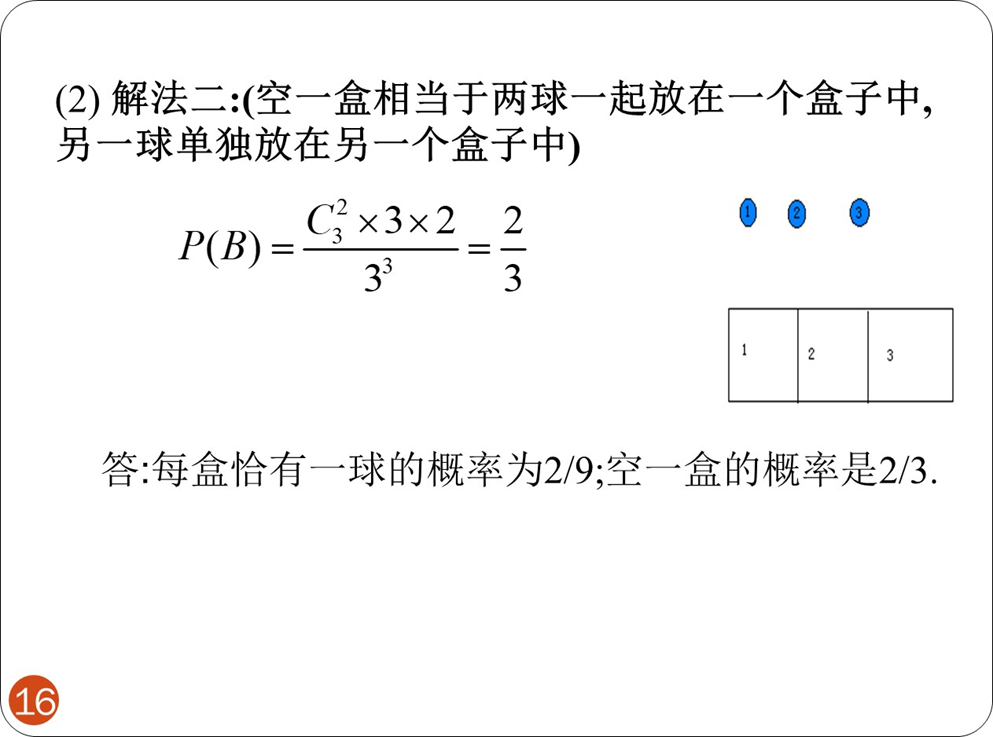 (2) 解法二:(空一盒相当于两球一起放在一个盒子中,
另一球单独放在另一个盒子中)
P(B) = \frac{C_3^2 × 3 × 2}{3^3} = \frac{2}{3}
1 2 3
1 2 3
答:每盒恰有一球的概率为2/9;空一盒的概率是2/3.
16